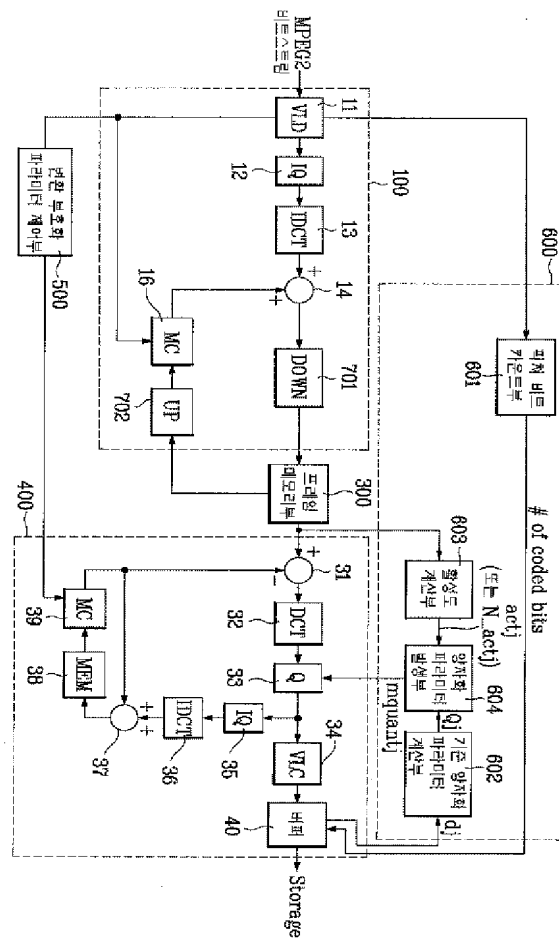 MPEG2
비트스트림
100
11
VLD
12
IQ
13
IDCT
+
+
14
16
MC
DOWN
701
702
UP
프레임
메모리부
300
변환 부호화
파라미터 제어부
500
600
픽쳐 비트
카운트부
601
# of coded bits
603
활성도
계산부
actj
(또는 N_actj)
양자화
파라미터
발생부
604
Qj
기준 양자화
파라미터
계산부
602
dj
mquantj
400
+
-
31
32
DCT
33
Q
34
VLC
35
IQ
36
IDCT
+
+
37
38
MEM
39
MC
40
버퍼
Storage